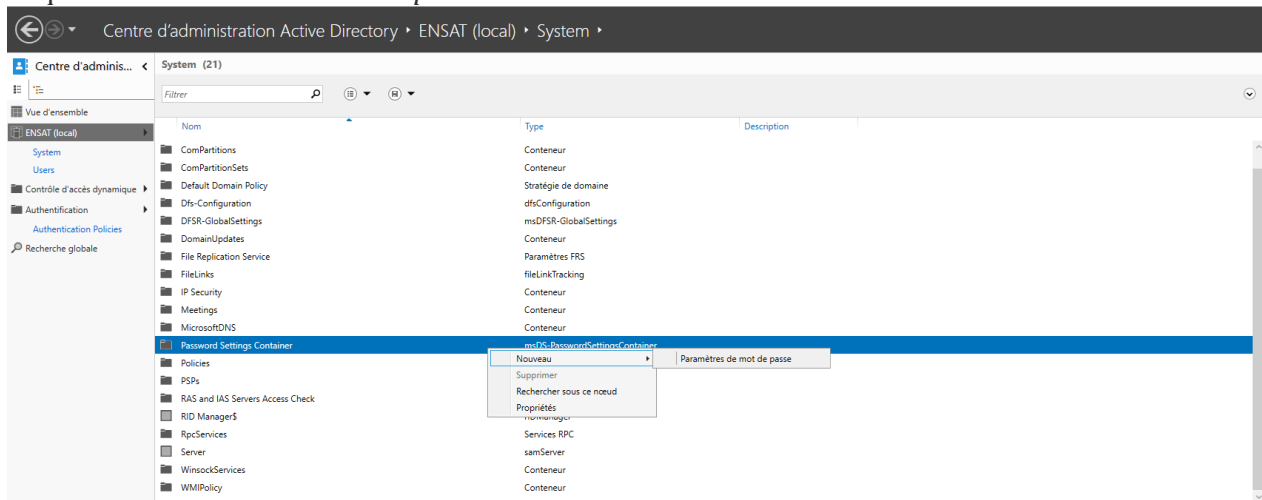 Centre d'administration Active Directory ‣ ENSAT (local) ‣ System ‣
Centre d'adminis...
System (21)
Filtrer
Vue d'ensemble
ENSAT (local)
System
Users
Contrôle d'accès dynamique
Authentification
Authentication Policies
Recherche globale
Nom Type Description
ComPartitions Conteneur
ComPartitionSets Conteneur
Default Domain Policy Stratégie de domaine
Dfs-Configuration dfsConfiguration
DFSR-GlobalSettings msDFSR-GlobalSettings
DomainUpdates Conteneur
File Replication Service Paramètres FRS
FileLinks fileLinkTracking
IP Security Conteneur
Meetings Conteneur
MicrosoftDNS Conteneur
Password Settings Container msDS-PasswordSettingsContainer
Policies
PSPs
RAS and IAS Servers Access Check
RID Manager$
RpcServices Services RPC
Server samServer
WinsockServices Conteneur
WMIPolicy Conteneur
Nouveau
Supprimer
Rechercher sous ce nœud
Propriétés
Paramètres de mot de passe